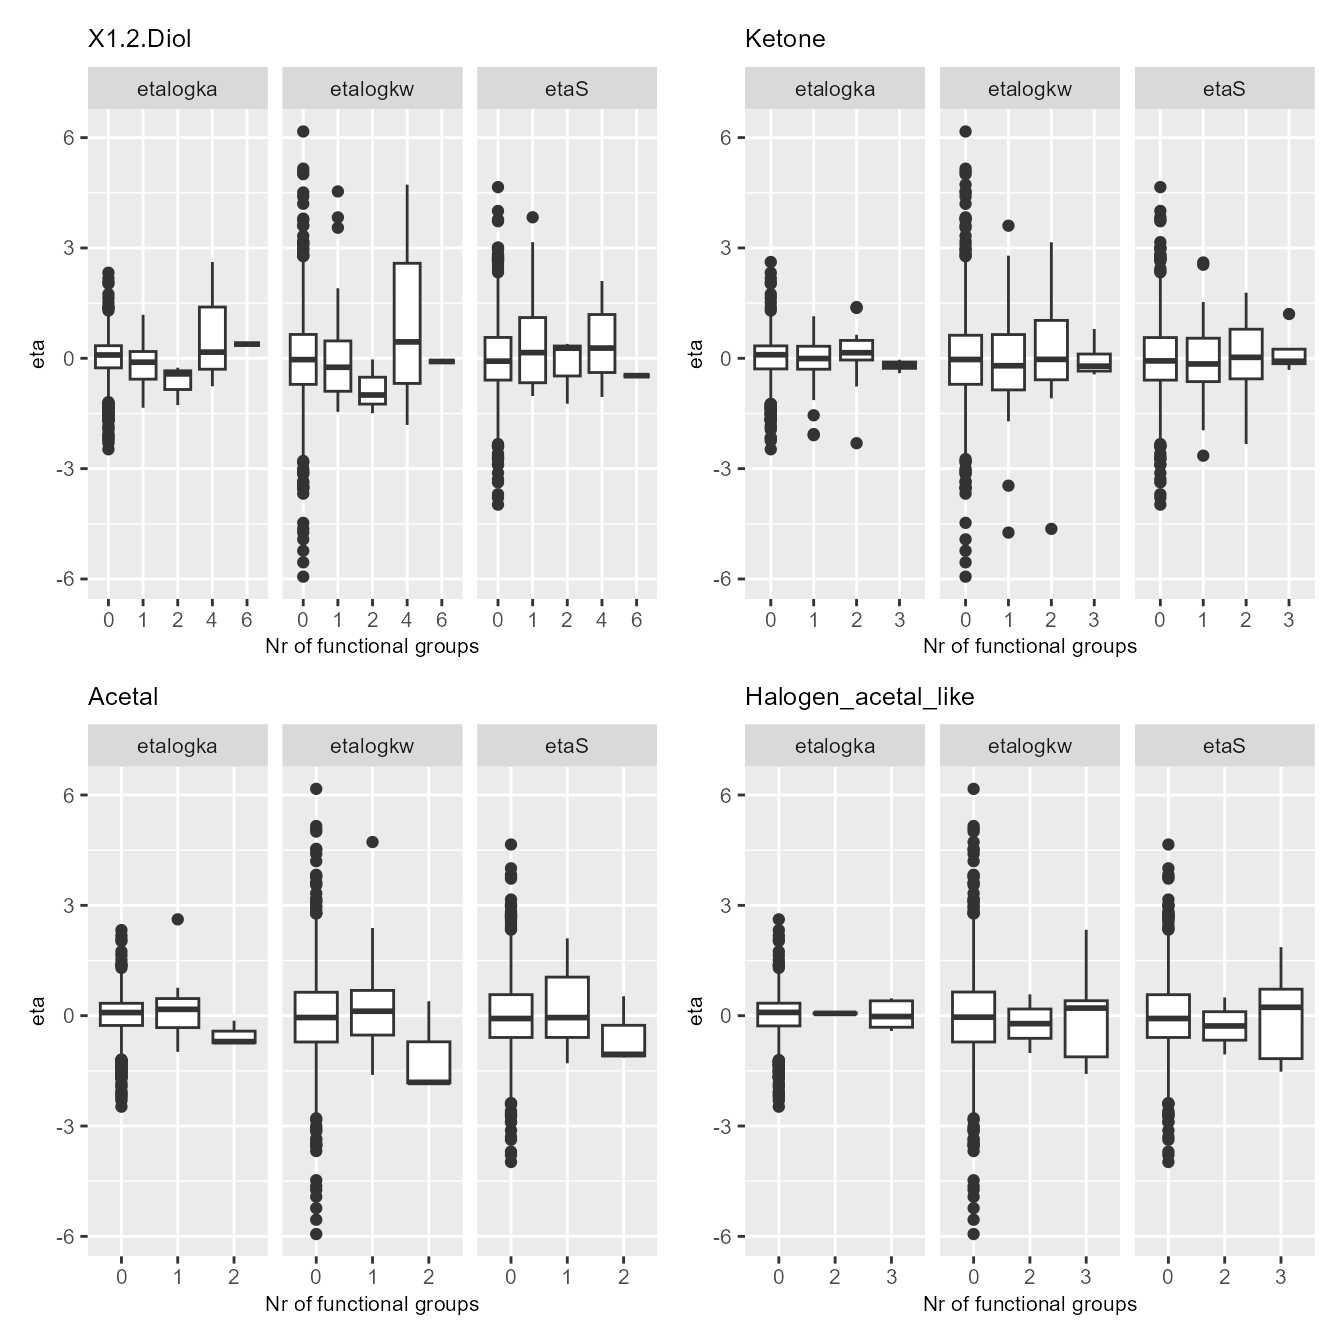 X1.2.Diol
etalogka etalogkw etaS
6
3
0
-3
-6
eta
0 1 2 4 6 0 1 2 4 6 0 1 2 4 6
Nr of functional groups
Ketone
etalogka etalogkw etaS
6
3
0
-3
-6
eta
0 1 2 3 0 1 2 3 0 1 2 3
Nr of functional groups
Acetal
etalogka etalogkw etaS
6
3
0
-3
-6
eta
0 1 2 0 1 2 0 1 2
Nr of functional groups
Halogen_acetal_like
etalogka etalogkw etaS
6
3
0
-3
-6
eta
0 2 3 0 2 3 0 2 3
Nr of functional groups